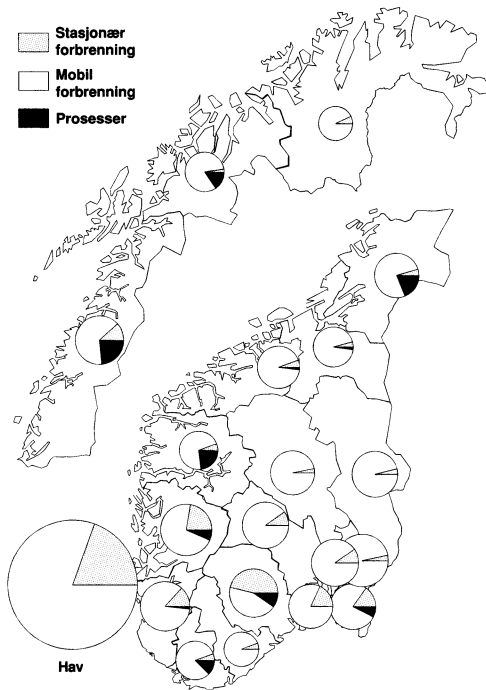 Stasjonær
forbrenning
Mobil
forbrenning
Prosesser
Hav